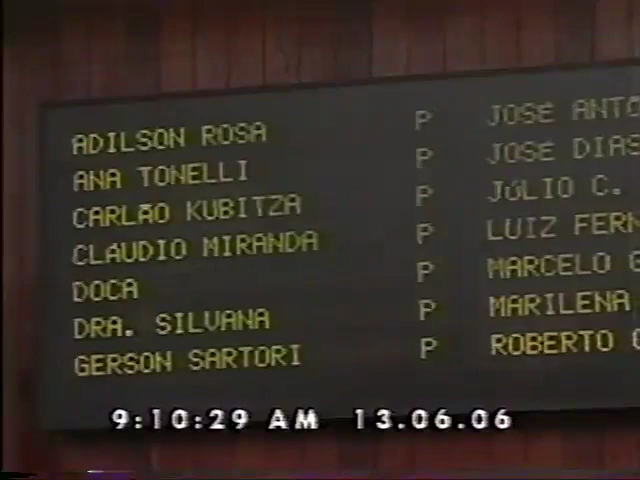 ADILSON ROSA P JOSE ANTO
ANA TONELLI P JOSE DIAS
CARLÃO KUBITZA P JÚLIO C.
CLAUDIO MIRANDA P LUIZ FERN
DOCA P MARCELO G
DRA. SILVANA P MARILENA
GERSON SARTORI P ROBERTO
9:10:29 AM 13.06.06